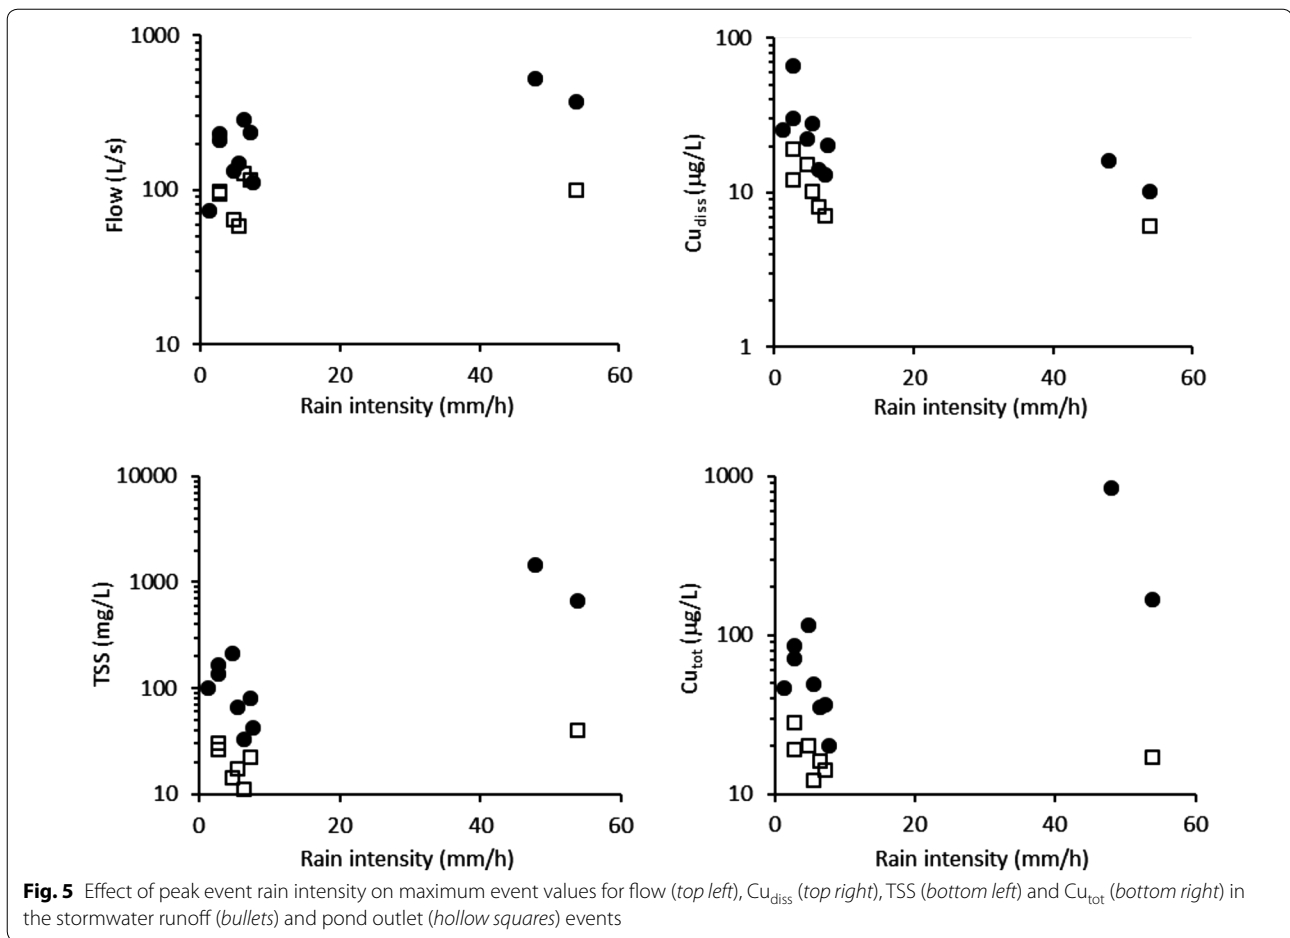 1000
100
10
Flow (L/s)
0 20 40 60
Rain intensity (mm/h)
100
10
1
Cu_diss (µg/L)
0 20 40 60
Rain intensity (mm/h)
10000
1000
100
10
TSS (mg/L)
0 20 40 60
Rain intensity (mm/h)
1000
100
10
Cu_tot (µg/L)
0 20 40 60
Rain intensity (mm/h)
Fig. 5 Effect of peak event rain intensity on maximum event values for flow (top left), Cu_diss (top right), TSS (bottom left) and Cu_tot (bottom right) in
the stormwater runoff (bullets) and pond outlet (hollow squares) events